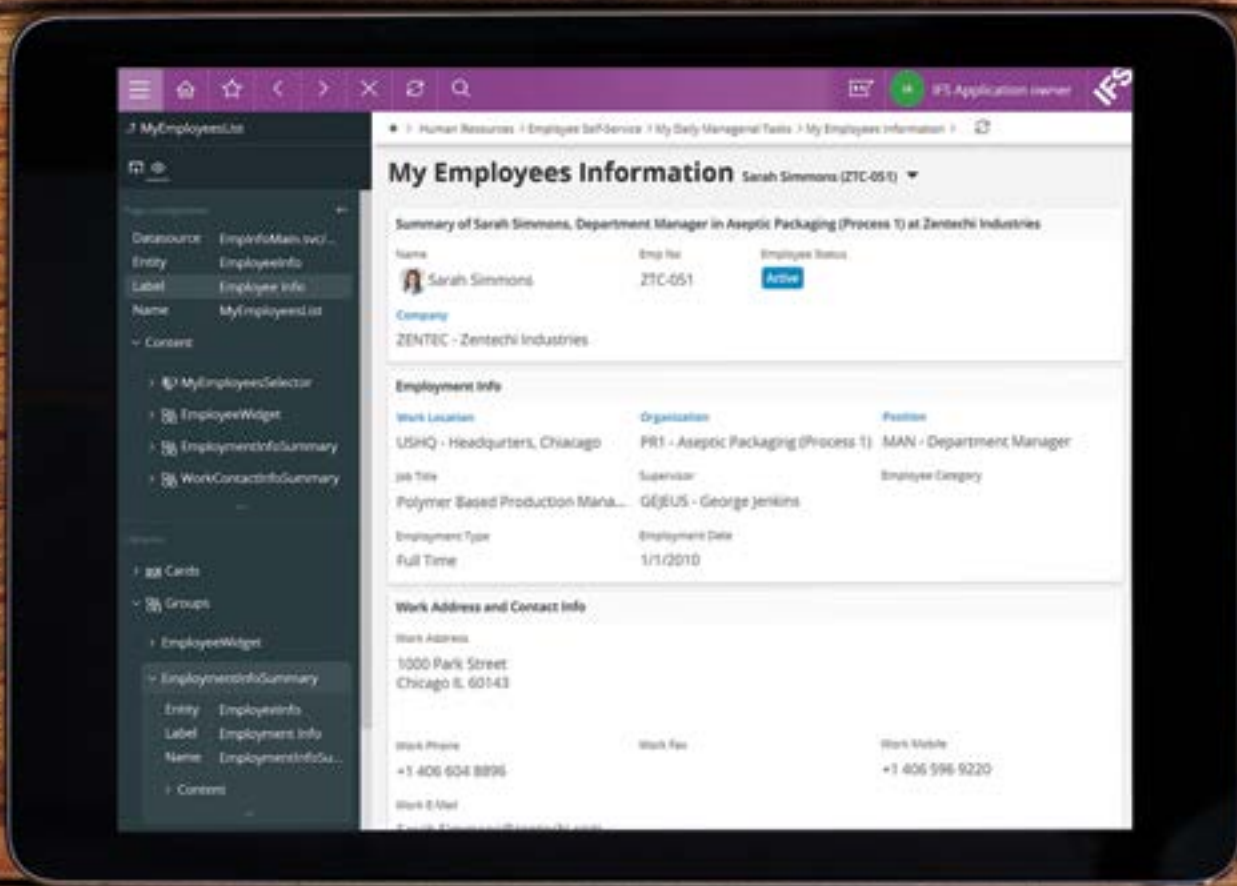 IFS Application owner
IFS
MyEmployeesList
Human Resources > Employee Self-Service > My Daily Managerial Tasks > My Employees Information >
My Employees Information Sarah Simmons (ZTC-051)
Datasource EmpInfoMain.svc/...
Entity EmployeeInfo
Label Employee Info
Name MyEmployeesList
Content
MyEmployeesSelector
EmployeeWidget
EmploymentInfoSummary
WorkContactInfoSummary
Cards
Groups
EmployeeWidget
EmploymentInfoSummary
Entity EmployeeInfo
Label Employment Info
Name EmploymentInfoSu...
Content
Summary of Sarah Simmons, Department Manager in Aseptic Packaging (Process 1) at Zentechi Industries
Name Emp No Employee Status
Sarah Simmons ZTC-051 Active
Company
ZENTEC - Zentechi Industries
Employment Info
Work Location Organization Position
USHQ - Headqurters, Chiacago PR1 - Aseptic Packaging (Process 1) MAN - Department Manager
Job Title Supervisor Employee Category
Polymer Based Production Mana... GEJEUS - George Jenkins
Employment Type Employment Date
Full Time 1/1/2010
Work Address and Contact Info
Work Address
1000 Park Street
Chicago IL 60143
Work Phone Work Fax Work Mobile
+1 406 604 8896 +1 406 596 9220
Work E-Mail